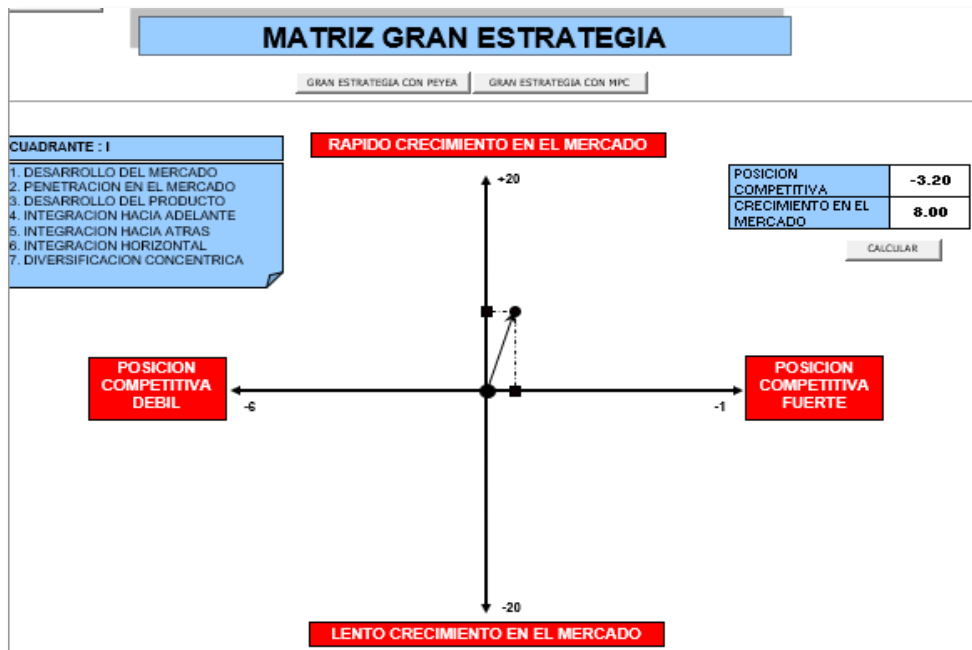 MATRIZ GRAN ESTRATEGIA
GRAN ESTRATEGIA CON PEYEA
GRAN ESTRATEGIA CON MPC
CUADRANTE : I
1. DESARROLLO DEL MERCADO
2. PENETRACION EN EL MERCADO
3. DESARROLLO DEL PRODUCTO
4. INTEGRACION HACIA ADELANTE
5. INTEGRACION HACIA ATRAS
6. INTEGRACION HORIZONTAL
7. DIVERSIFICACION CONCENTRICA
RAPIDO CRECIMIENTO EN EL MERCADO
+20
POSICION
COMPETITIVA
-3.20
CRECIMIENTO EN EL
MERCADO
8.00
CALCULAR
POSICION
COMPETITIVA
DEBIL
-6
-1
POSICION
COMPETITIVA
FUERTE
-20
LENTO CRECIMIENTO EN EL MERCADO